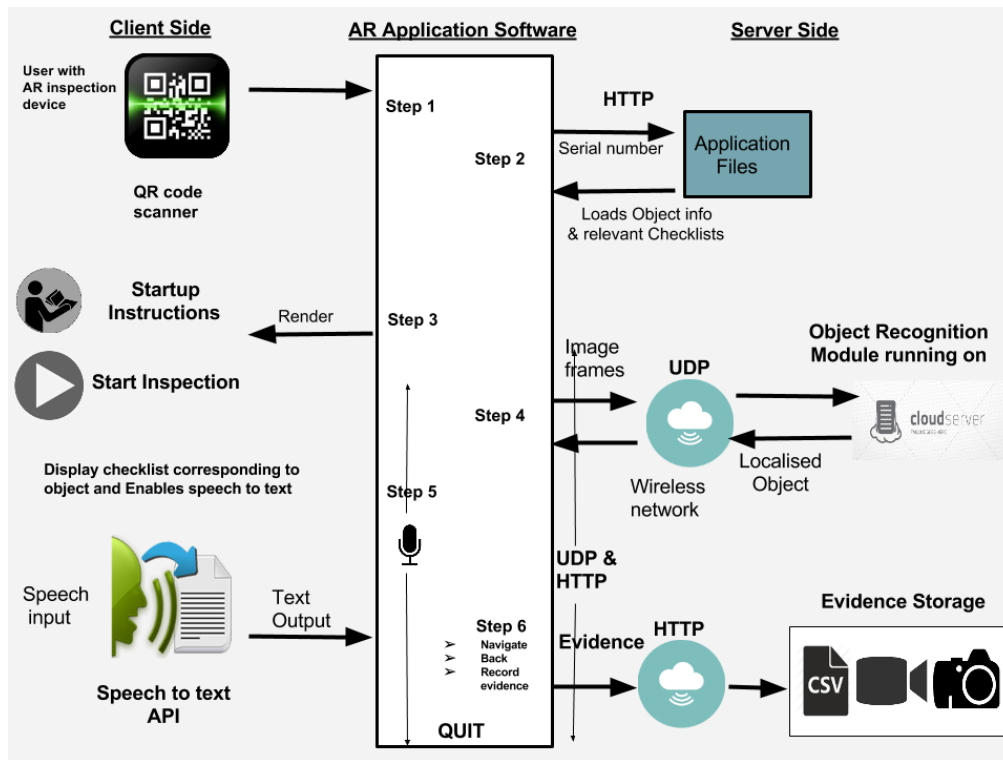 Client Side
AR Application Software
Server Side
User with
AR inspection
device
QR code
scanner
Step 1
HTTP
Serial number
Step 2
Application
Files
Loads Object info
& relevant Checklists
Startup
Instructions
Render
Step 3
Start Inspection
Image
frames
UDP
Object Recognition
Module running on
Step 4
cloudserver
Localised
Object
Wireless
network
Display checklist corresponding to
object and Enables speech to text
Step 5
UDP &
HTTP
Speech
input
Text
Output
Speech to text
API
Step 6
➢ Navigate
➢ Back
➢ Record
evidence
QUIT
Evidence
HTTP
Evidence Storage
CSV